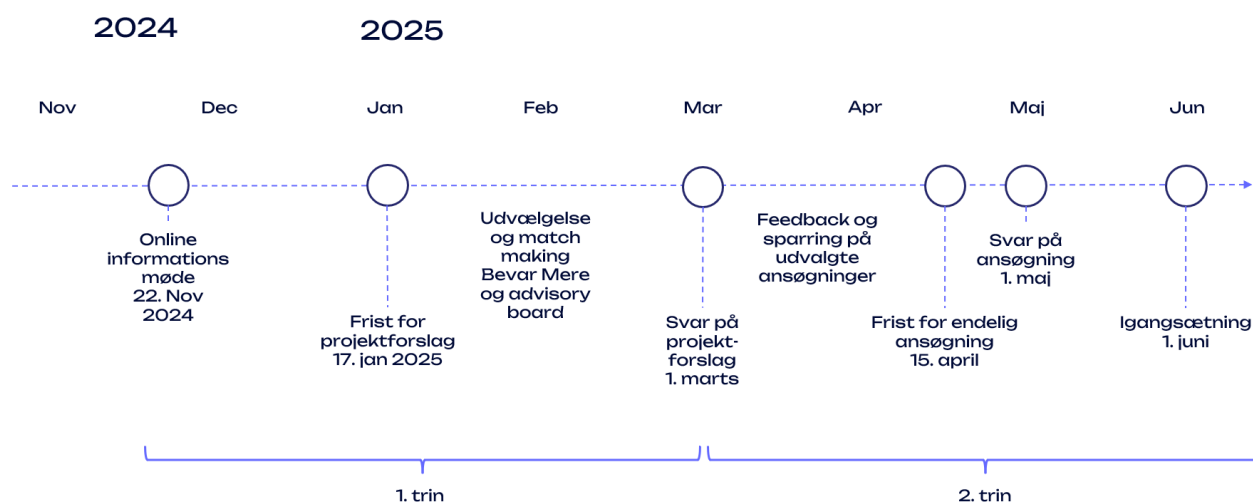 2024
2025
Nov
Dec
Jan
Feb
Mar
Apr
Maj
Jun
Online
informations
møde
22. Nov
2024
Frist for
projektforslag
17. jan 2025
Udvælgelse
og match
making
Bevar Mere
og advisory
board
Svar på
projekt-
forslag
1. marts
Feedback og
sparring på
udvalgte
ansøgninger
Frist for endelig
ansøgning
15. april
Svar på
ansøgning
1. maj
Igangsætning
1. juni
1. trin
2. trin